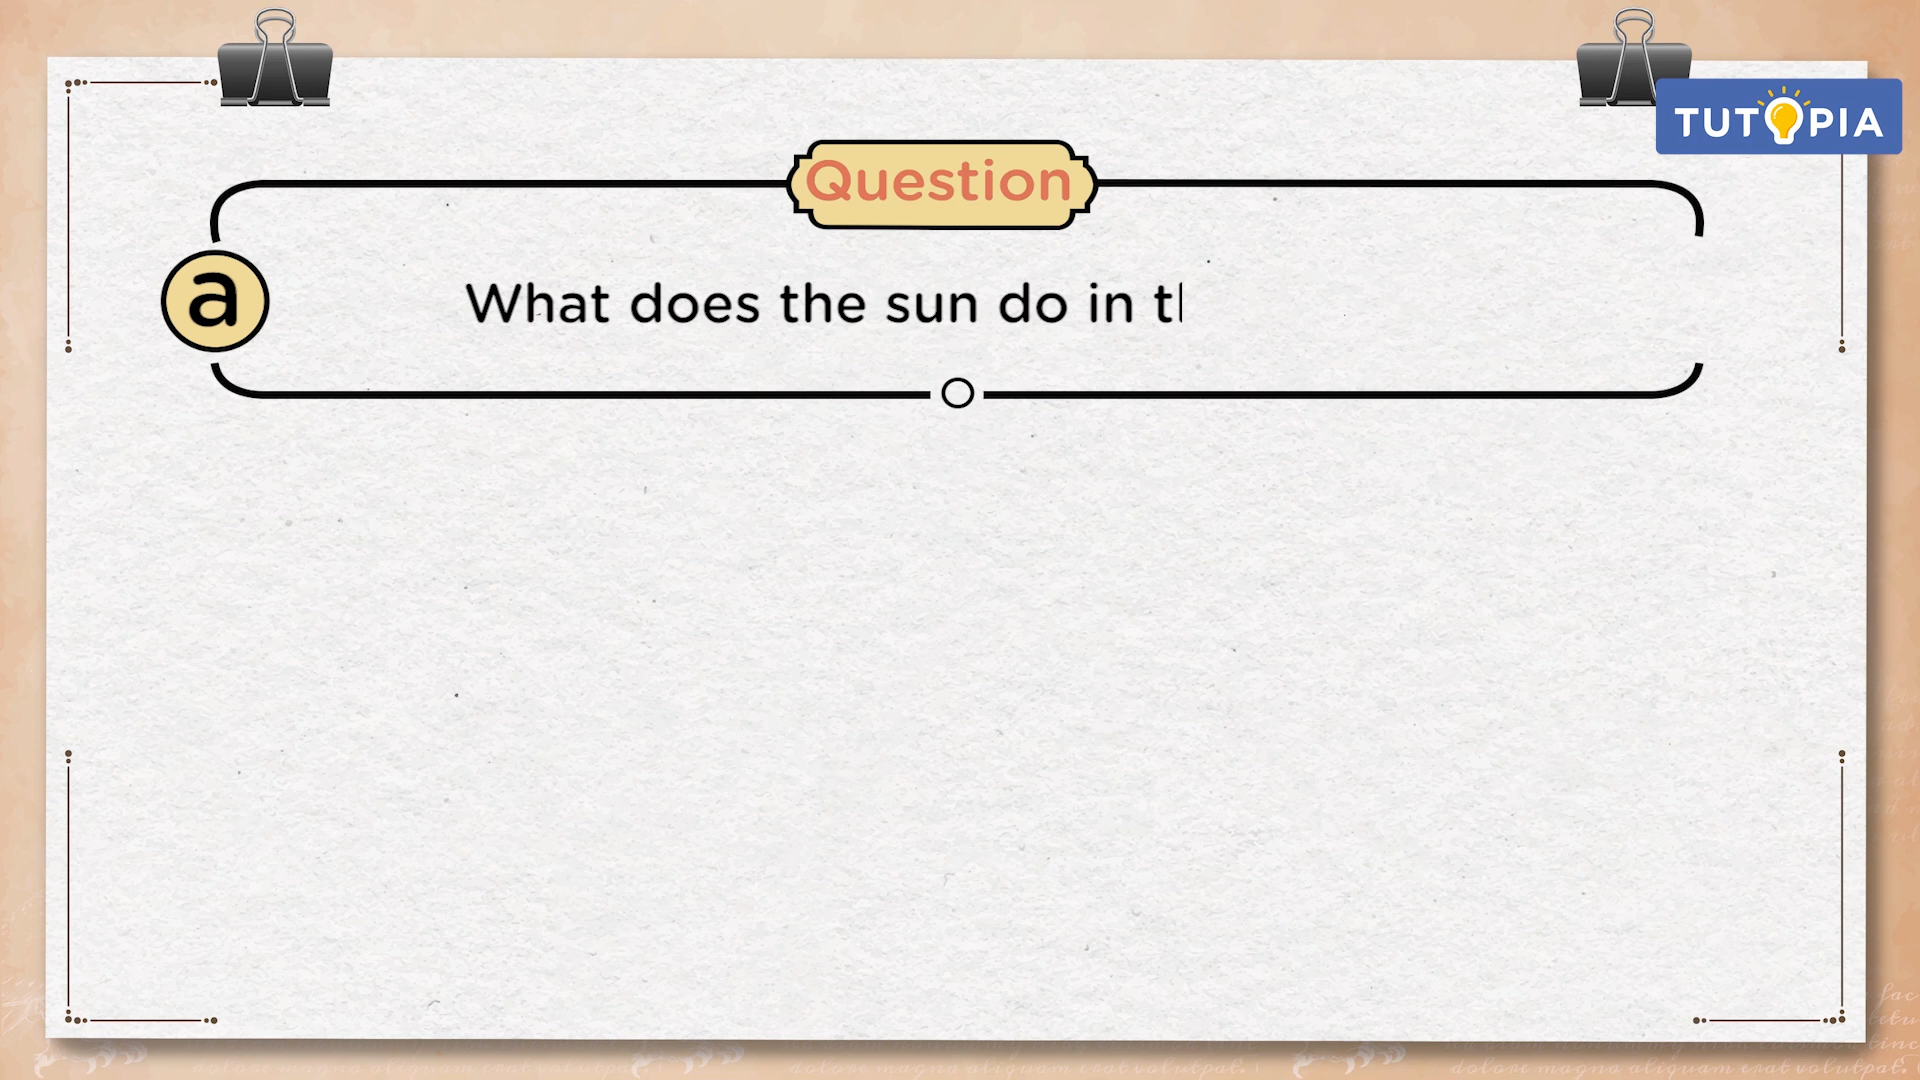 TUTOPIA
Question
a
What does the sun do in